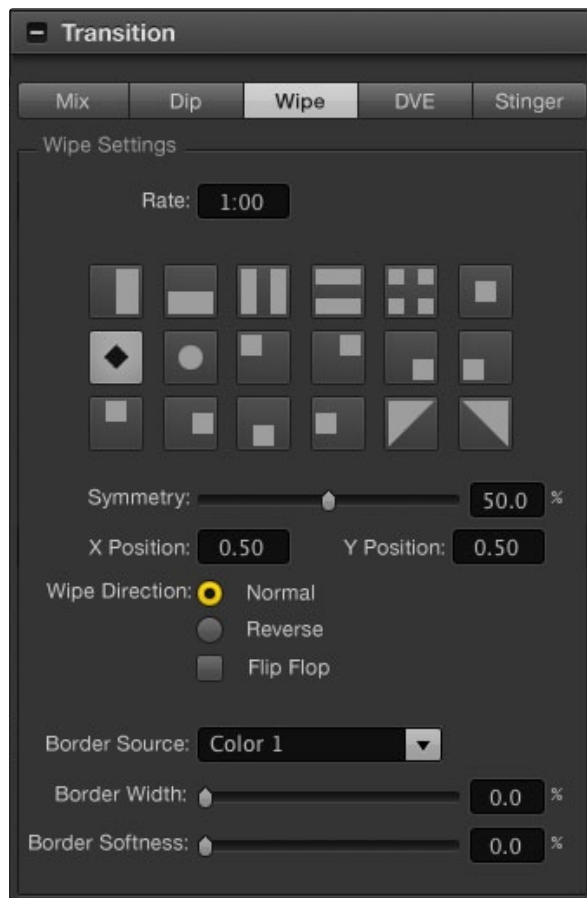 Transition
Mix Dip Wipe DVE Stinger
Wipe Settings
Rate: 1:00
Symmetry: 50.0 %
X Position: 0.50 Y Position: 0.50
Wipe Direction: Normal
Reverse
Flip Flop
Border Source: Color 1
Border Width: 0.0 %
Border Softness: 0.0 %